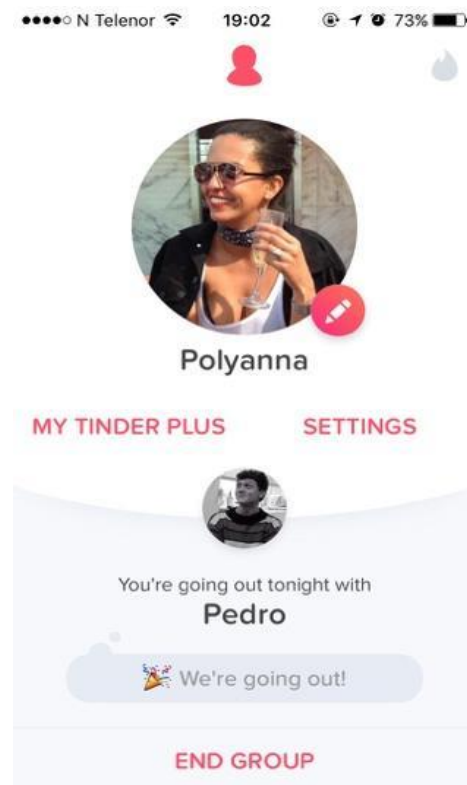 N Telenor 19:02 73%
Polyanna
MY TINDER PLUS SETTINGS
You're going out tonight with
Pedro
🎉 We're going out!
END GROUP